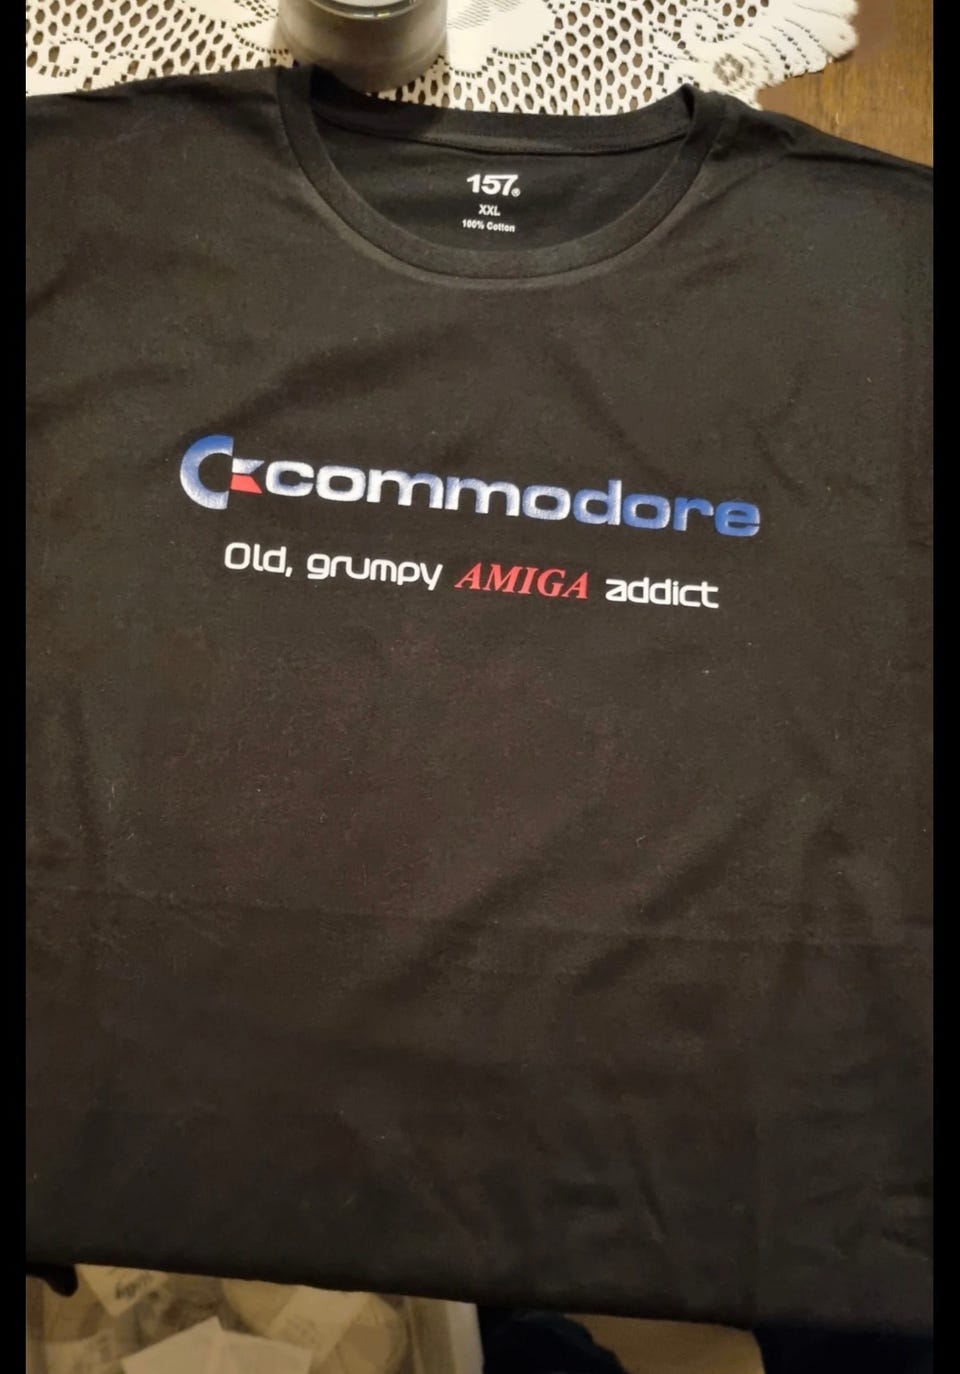 157®
XXL
100% Cotton
commodore
Old, grumpy AMIGA addict